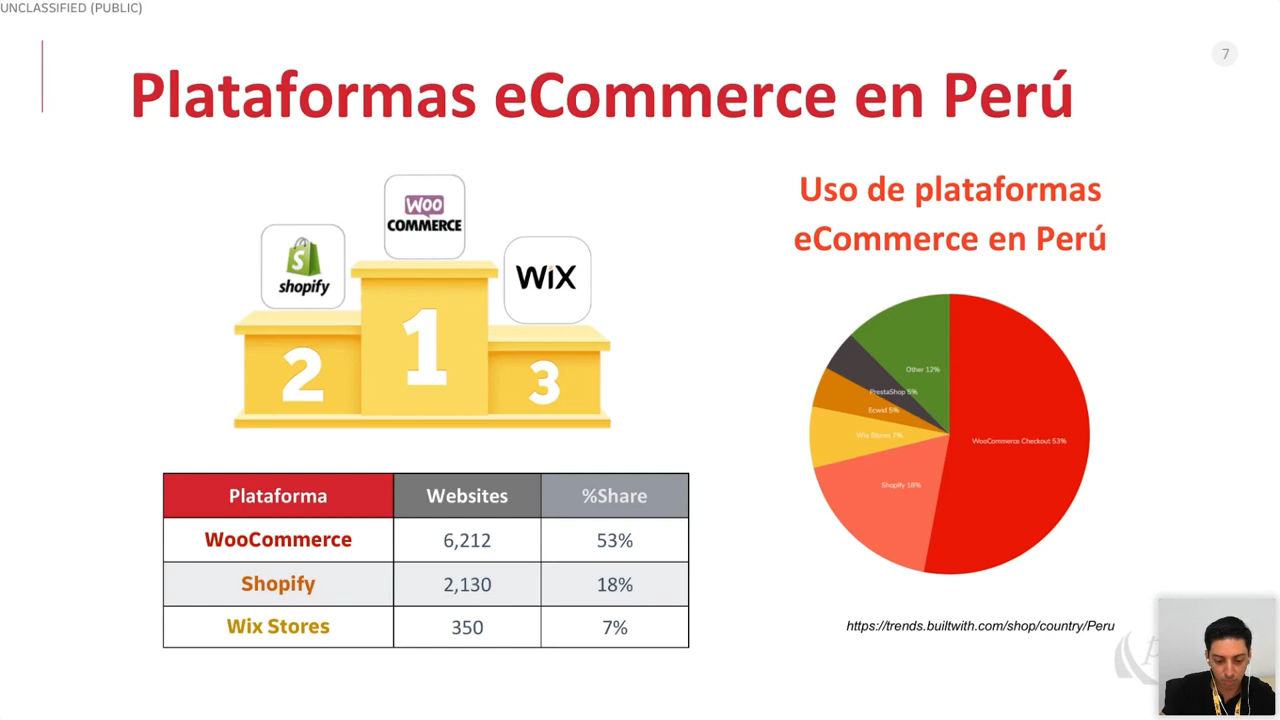 UNCLASSIFIED (PUBLIC)
7
Plataformas eCommerce en Perú
WOO
COMMERCE
shopify
WiX
1
2
3
Uso de plataformas
eCommerce en Perú
Other 12%
PrestaShop 5%
Ecwid 5%
Wix Stores 7%
WooCommerce Checkout 53%
Shopify 18%
Plataforma Websites %Share
WooCommerce 6,212 53%
Shopify 2,130 18%
Wix Stores 350 7%
https://trends.builtwith.com/shop/country/Peru